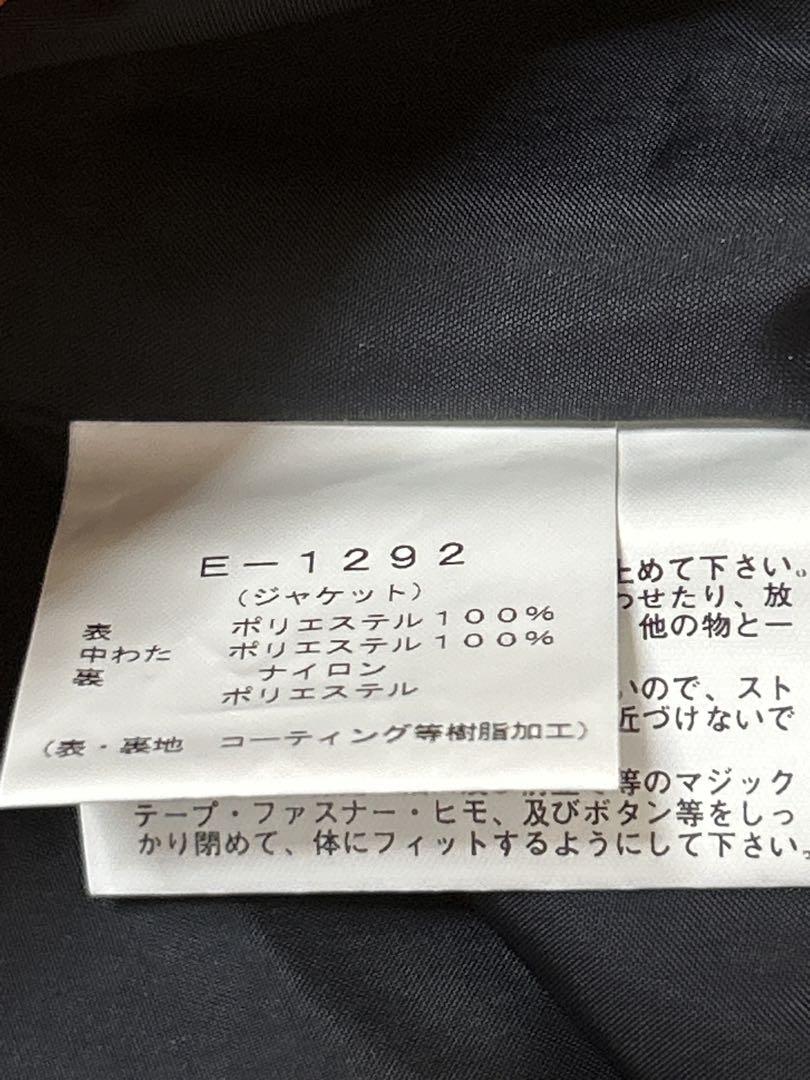 E－1292
（ジャケット）
表 ポリエステル100％
中わた ポリエステル100％
裏 ナイロン
ポリエステル
（表・裏地 コーティング等樹脂加工）
止めて下さい。
わせたり、放
他の物と一
いので、スト
近づけないで
等のマジック
テープ・ファスナー・ヒモ、及びボタン等をしっ
かり閉めて、体にフィットするようにして下さい。